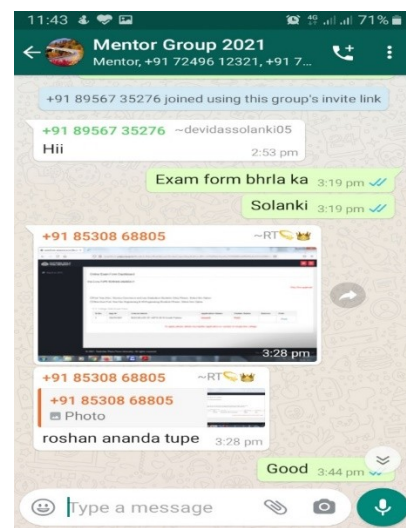 11:43 71%
Mentor Group 2021
Mentor, +91 72496 12321, +91 7...
+91 89567 35276 joined using this group's invite link
+91 89567 35276 ~devidassolanki05
Hii
2:53 pm
Exam form bhrla ka 3:19 pm
Solanki 3:19 pm
+91 85308 68805 ~RT
3:28 pm
+91 85308 68805 ~RT
+91 85308 68805
Photo
roshan ananda tupe 3:28 pm
Good 3:44 pm
Type a message